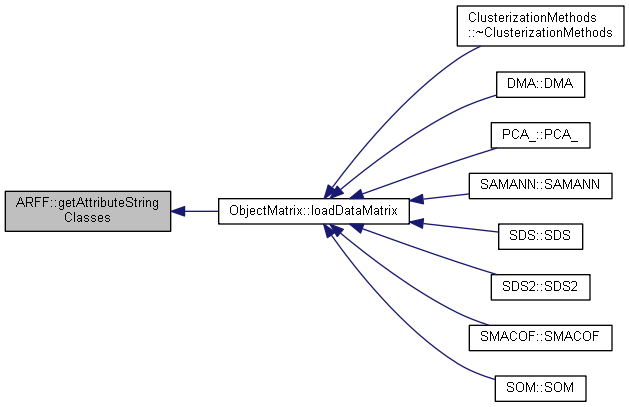 ClusterizationMethods
::~ClusterizationMethods
DMA::DMA
PCA_::PCA_
SAMANN::SAMANN
ARFF::getAttributeString
Classes
ObjectMatrix::loadDataMatrix
SDS::SDS
SDS2::SDS2
SMACOF::SMACOF
SOM::SOM